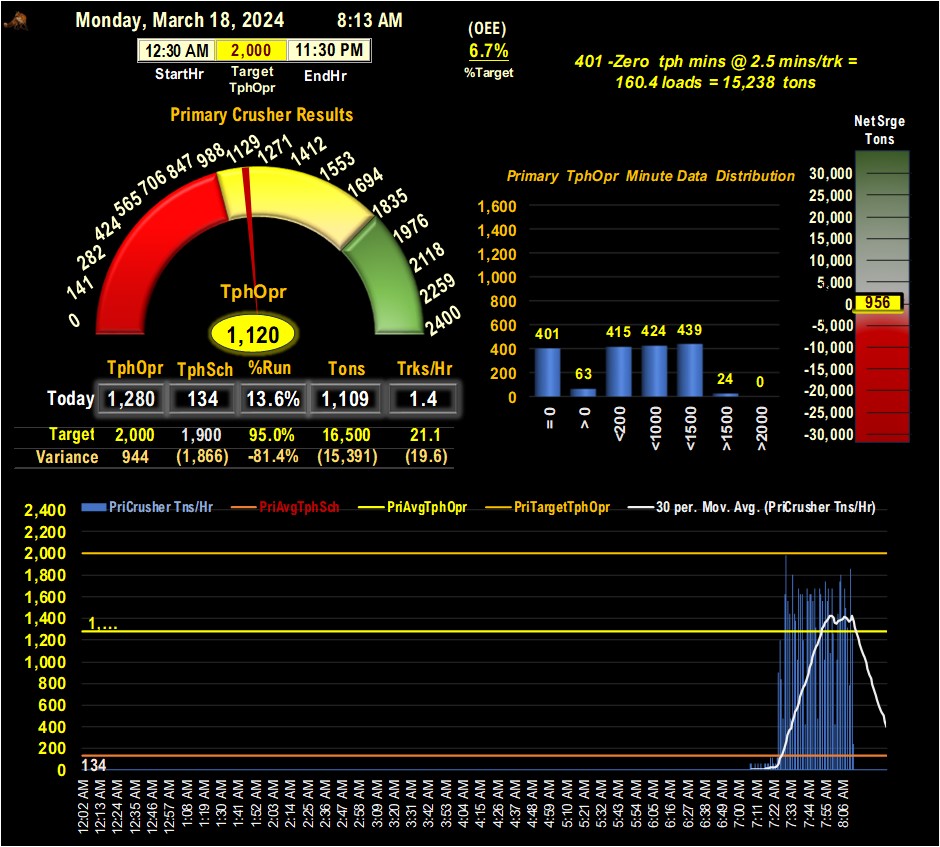 Monday, March 18, 2024 8:13 AM
12:30 AM 2,000 11:30 PM
StartHr Target TphOpr EndHr
(OEE)
6.7%
%Target
401 -Zero tph mins @ 2.5 mins/trk =
160.4 loads = 15,238 tons
Primary Crusher Results
0
141
282
424
565
706
847
988
1129
1271
1412
1553
1694
1835
1976
2118
2259
2400
TphOpr
1,120
TphOpr TphSch %Run Tons Trks/Hr
Today 1,280 134 13.6% 1,109 1.4
Target 2,000 1,900 95.0% 16,500 21.1
Variance 944 (1,866) -81.4% (15,391) (19.6)
Primary TphOpr Minute Data Distribution
1,600
1,400
1,200
1,000
800
600
400
200
0
401 63 415 424 439 24 0
= 0 > 0 <200 <1000 <1500 >1500 >2000
Net Srge
Tons
30,000
25,000
20,000
15,000
10,000
5,000
0
956
-5,000
-10,000
-15,000
-20,000
-25,000
-30,000
PriCrusher Tns/Hr PriAvgTphSch PriAvgTphOpr PriTargetTphOpr 30 per. Mov. Avg. (PriCrusher Tns/Hr)
2,400
2,200
2,000
1,800
1,600
1,400
1,200
1,000
800
600
400
200
0
1,...
134
12:02 AM
12:13 AM
12:24 AM
12:35 AM
12:46 AM
12:57 AM
1:08 AM
1:19 AM
1:30 AM
1:41 AM
1:52 AM
2:03 AM
2:14 AM
2:25 AM
2:36 AM
2:47 AM
2:58 AM
3:09 AM
3:20 AM
3:31 AM
3:42 AM
3:53 AM
4:04 AM
4:15 AM
4:26 AM
4:37 AM
4:48 AM
4:59 AM
5:10 AM
5:21 AM
5:32 AM
5:43 AM
5:54 AM
6:05 AM
6:16 AM
6:27 AM
6:38 AM
6:49 AM
7:00 AM
7:11 AM
7:22 AM
7:33 AM
7:44 AM
7:55 AM
8:06 AM